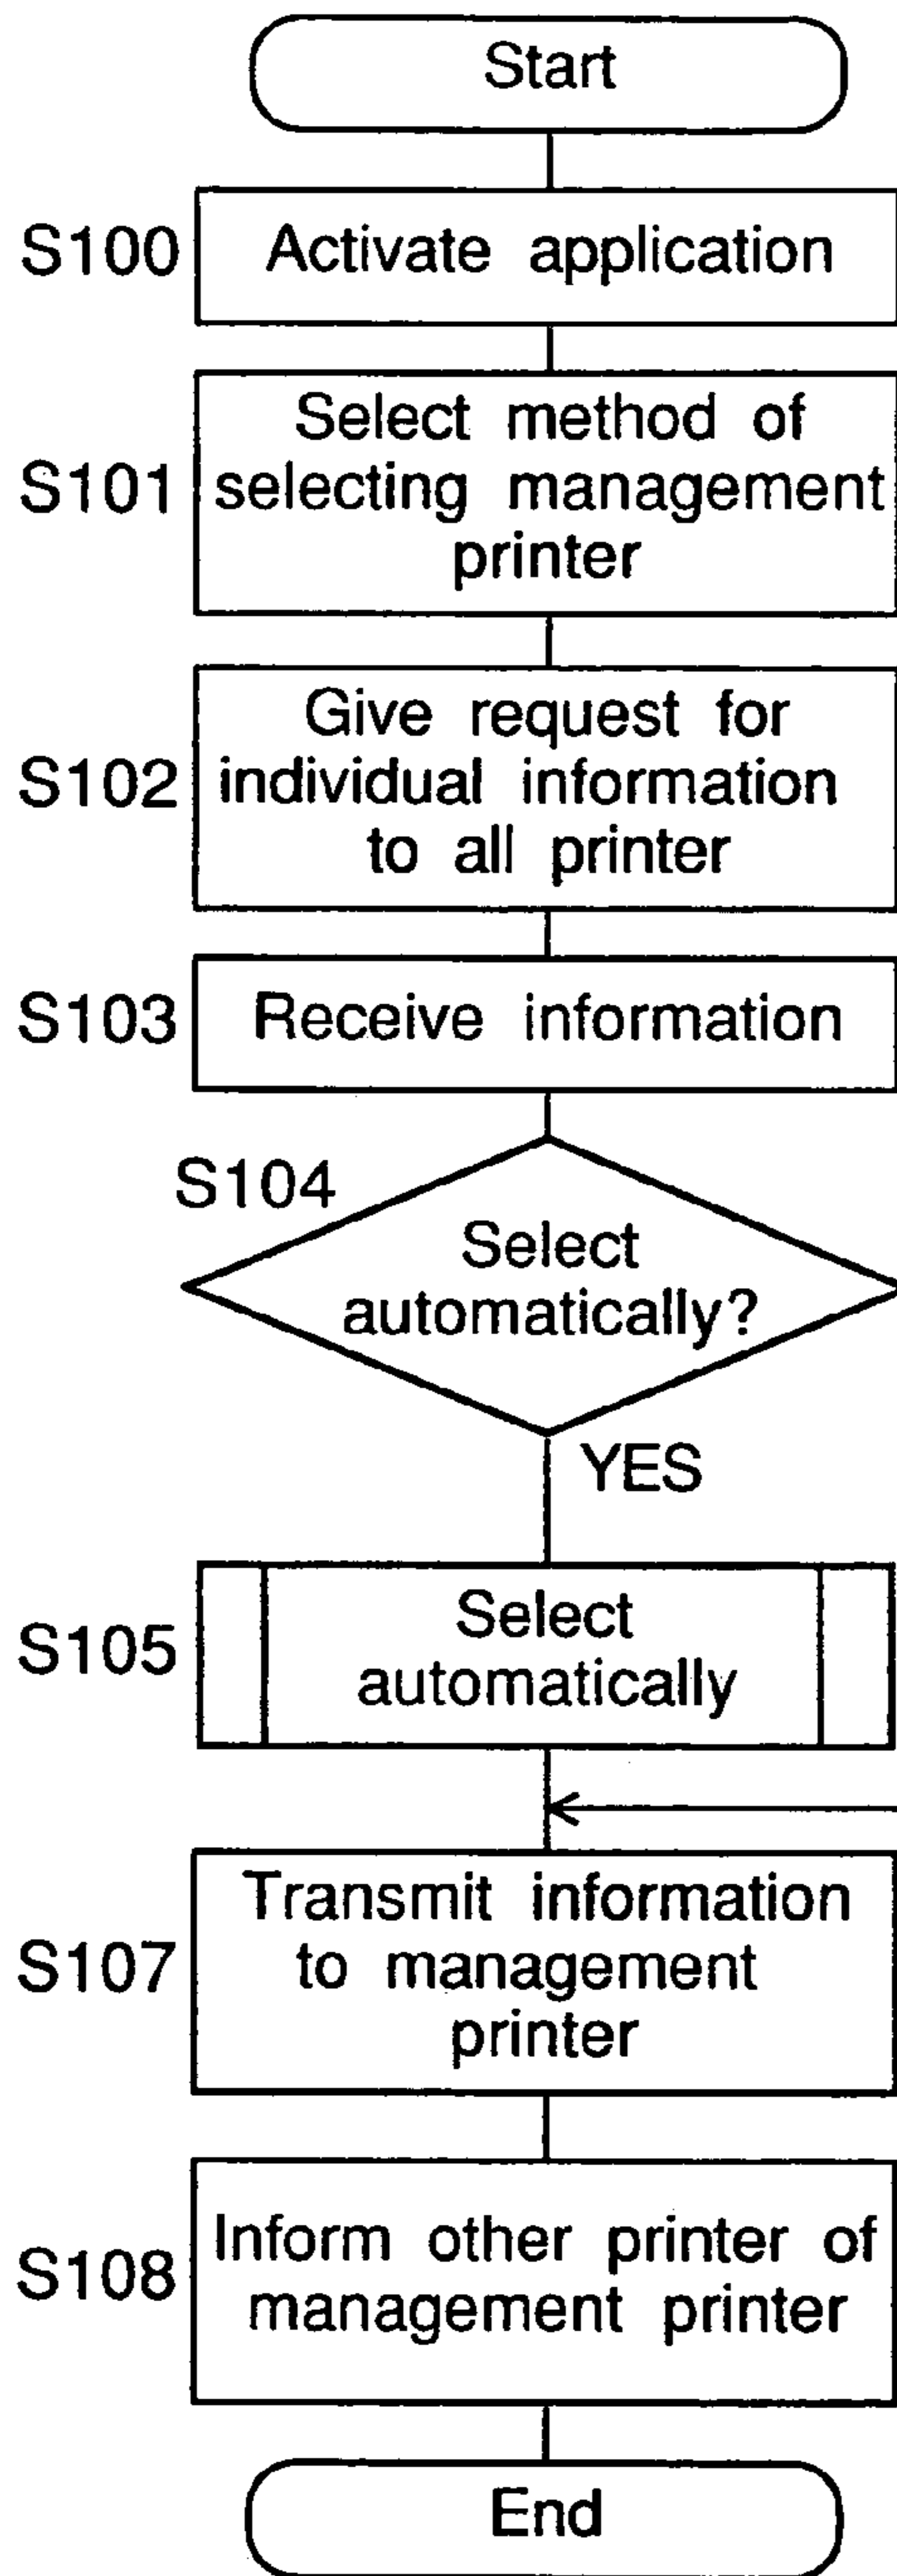 Start
S100
Activate application
S101
Select method of
selecting management
printer
S102
Give request for
individual information
to all printer
S103
Receive information
S104
Select
automatically?
YES
S105
Select
automatically
S107
Transmit information
to management
printer
S108
Inform other printer of
management printer
End